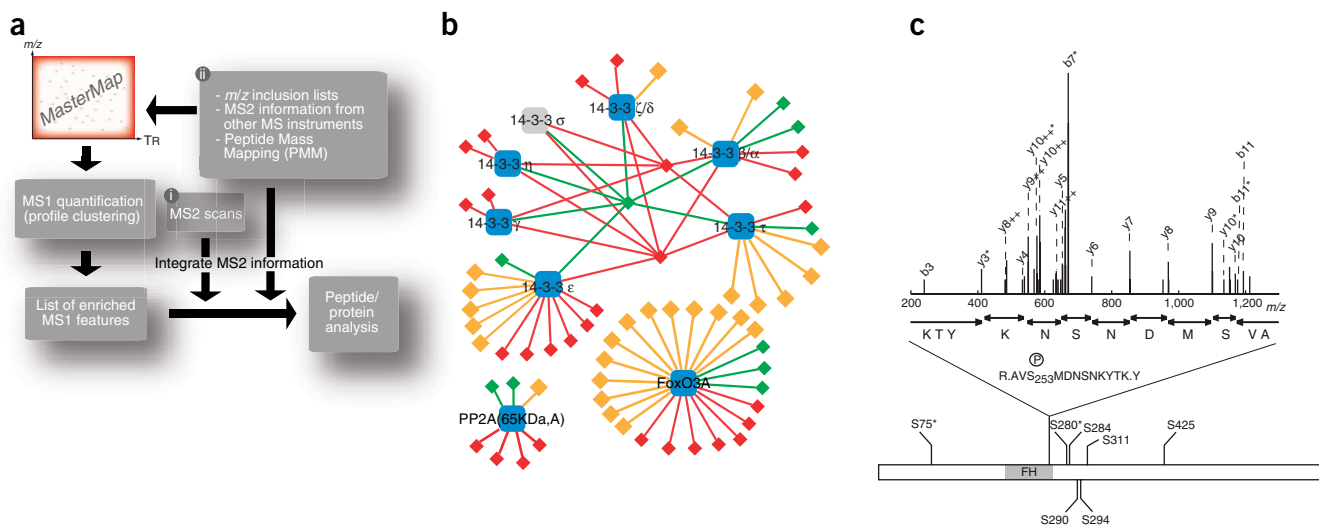 a
m/z
MasterMap
TR
ii
- m/z inclusion lists
- MS2 information from
other MS instruments
- Peptide Mass
Mapping (PMM)
MS1 quantification
(profile clustering)
i
MS2 scans
Integrate MS2 information
List of enriched
MS1 features
Peptide/
protein
analysis
b
14-3-3 ζ/δ
14-3-3 σ
14-3-3 β/α
14-3-3 η
14-3-3 γ
14-3-3 τ
14-3-3 ε
FoxO3A
PP2A(65KDa,A)
c
b3
y3*
y8++
y4
y9++
y10++*
y10++
y11++
y5
b7*
y6
y7
y8
y9
y10*
y10
b11*
b11
200
400
600
800
1,000
1,200
m/z
K T Y K N S N D M S V A
P
R.AVS253MDNSNKYTK.Y
S75*
S280*
S284
S311
S425
FH
S290
S294